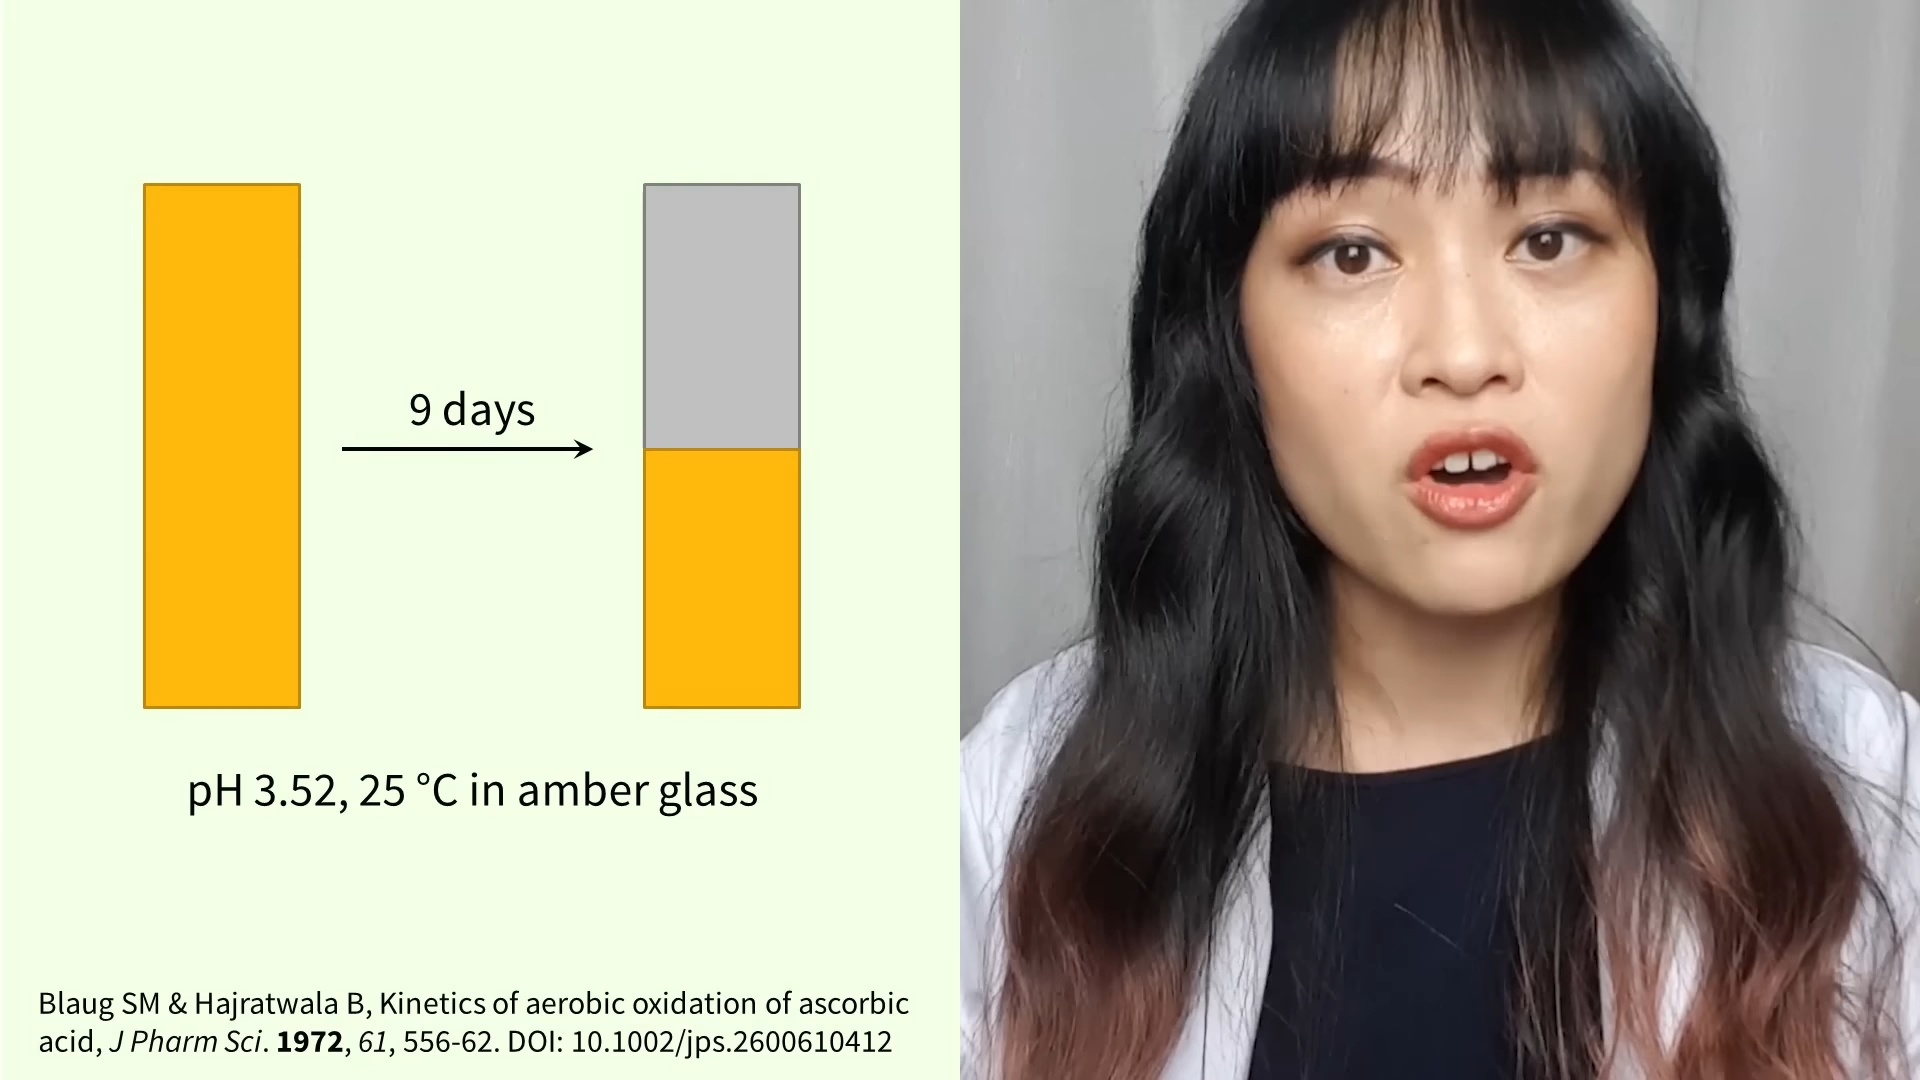 9 days
pH 3.52, 25 °C in amber glass
Blaug SM & Hajratwala B, Kinetics of aerobic oxidation of ascorbic
acid, J Pharm Sci. 1972, 61, 556-62. DOI: 10.1002/jps.2600610412